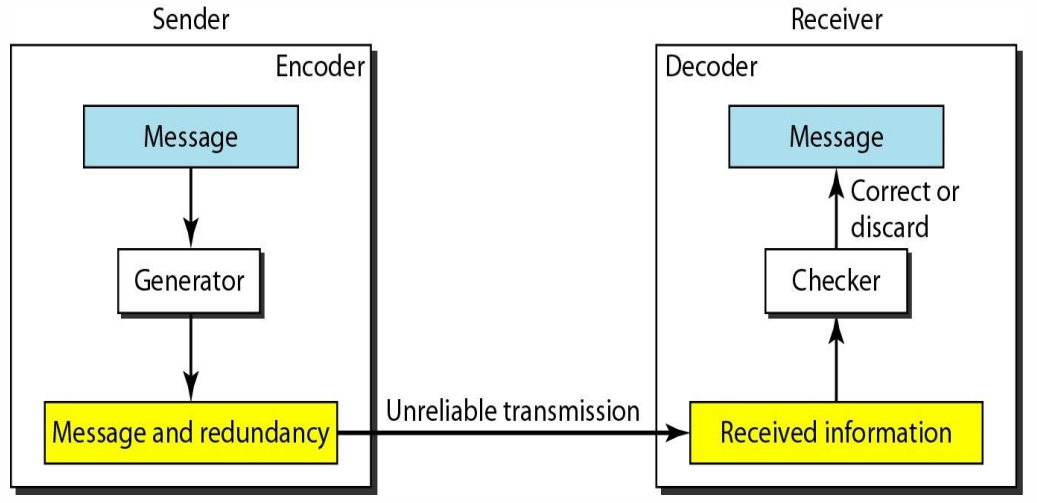 Sender
Receiver
Encoder
Decoder
Message
Message
Correct or
discard
Generator
Checker
Unreliable transmission
Message and redundancy
Received information